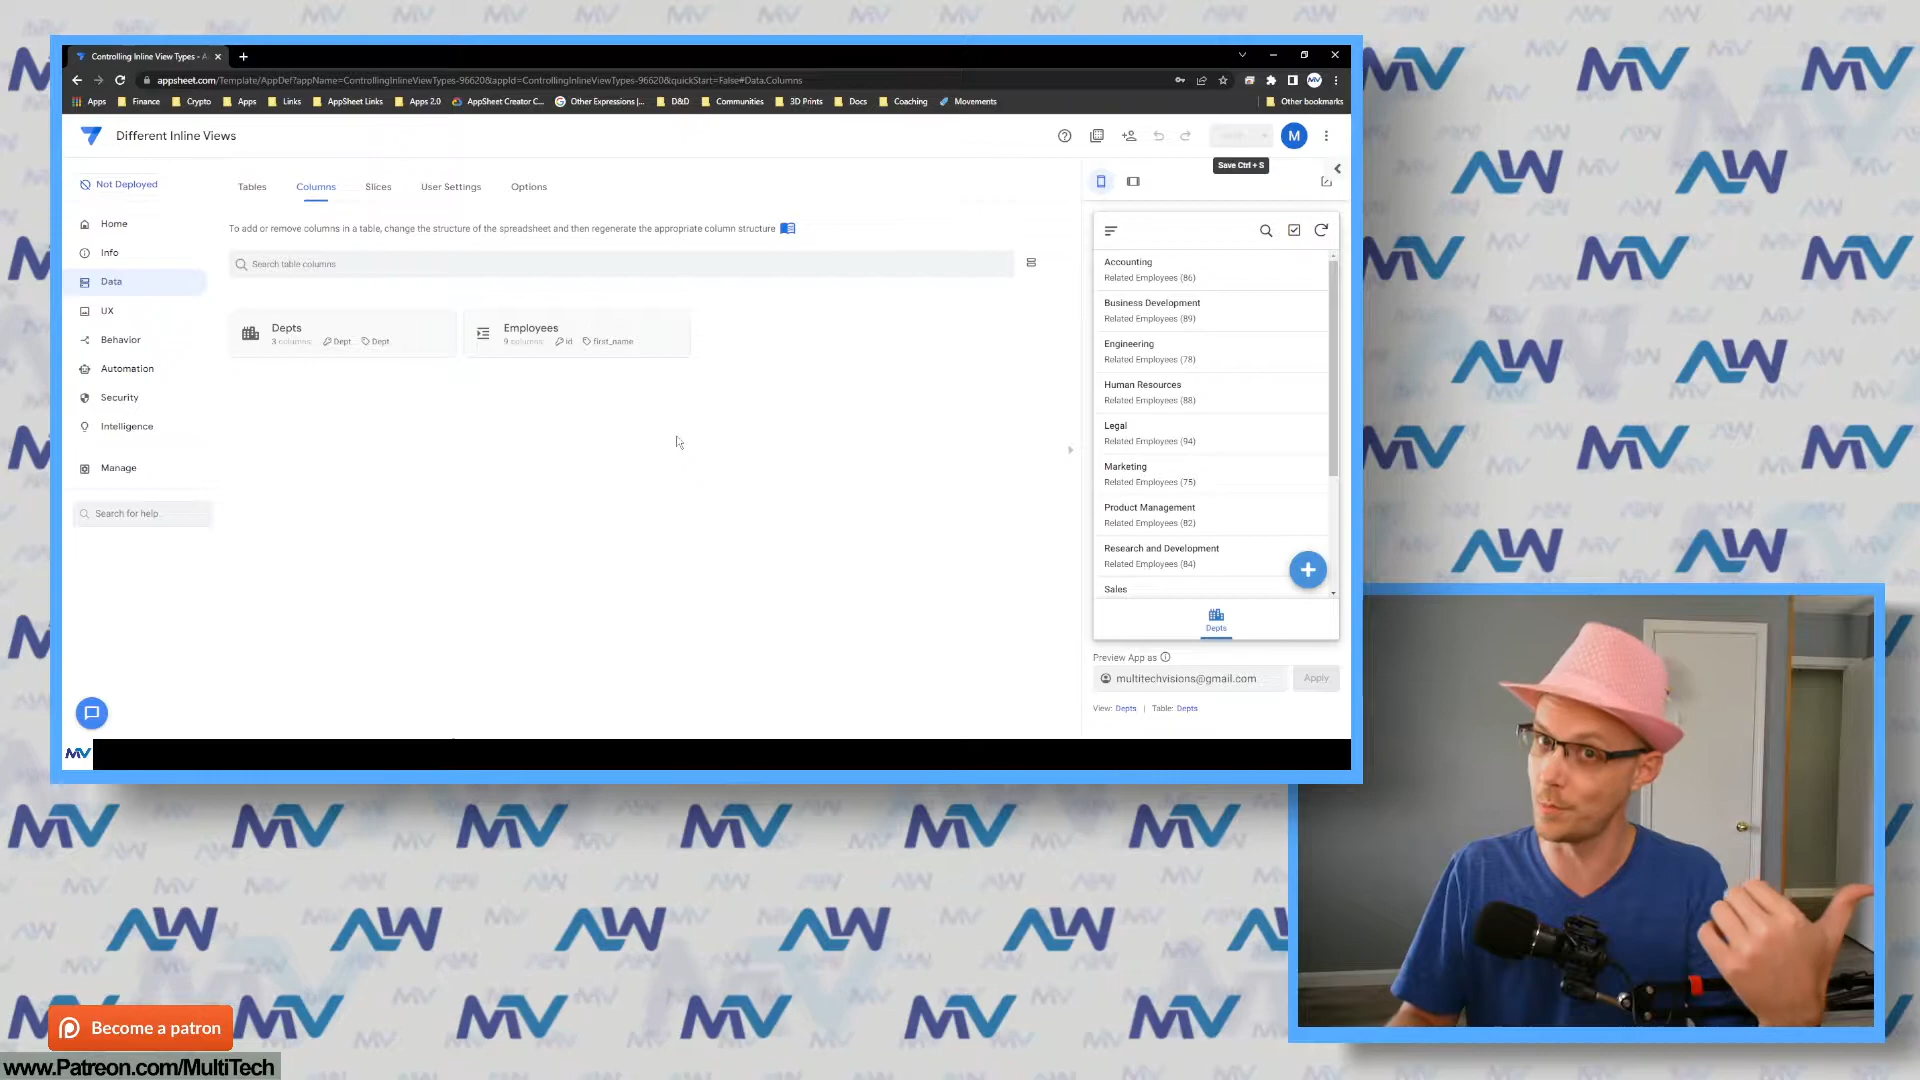 Controlling Inline View Types - A
appsheet.com/Template/AppDef?appName=ControllingInlineViewTypes-96620&appId=ControllingInlineViewTypes-96620&quickStart=False#Data.Columns
Apps Finance Crypto Apps Links AppSheet Links Apps 2.0 AppSheet Creator C... Other Expressions |... D&D Communities 3D Prints Docs Coaching Movements Other bookmarks
Different Inline Views
M
Save Ctrl + S
Not Deployed
Home
Info
Data
UX
Behavior
Automation
Security
Intelligence
Manage
Search for help
Tables Columns Slices User Settings Options
To add or remove columns in a table, change the structure of the spreadsheet and then regenerate the appropriate column structure
Search table columns
Depts
3 columns: Dept... Dept
Employees
9 columns: id first_name
Accounting
Related Employees (86)
Business Development
Related Employees (89)
Engineering
Related Employees (78)
Human Resources
Related Employees (88)
Legal
Related Employees (94)
Marketing
Related Employees (75)
Product Management
Related Employees (82)
Research and Development
Related Employees (84)
Sales
Depts
Preview App as
multitechvisions@gmail.com Apply
View: Depts | Table: Depts
MV
Become a patron
www.Patreon.com/MultiTech